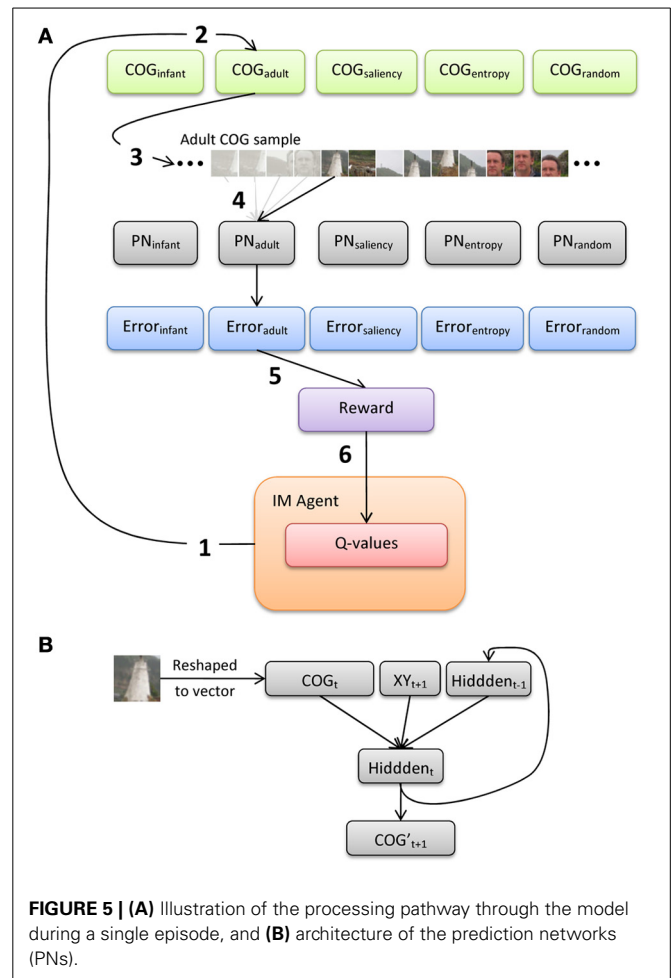 A
2
COGinfant COGadult COGsaliency COGentropy COGrandom
Adult COG sample
3 ••• •••
4
PNinfant PNadult PNsaliency PNentropy PNrandom
Errorinfant Erroradult Errorsaliency Errorentropy Errorrandom
5
Reward
6
IM Agent
1
Q-values
B
Reshaped
to vector
COGt XYt+1 Hidddent-1
Hidddent
COG’t+1
FIGURE 5 | (A) Illustration of the processing pathway through the model
during a single episode, and (B) architecture of the prediction networks
(PNs).